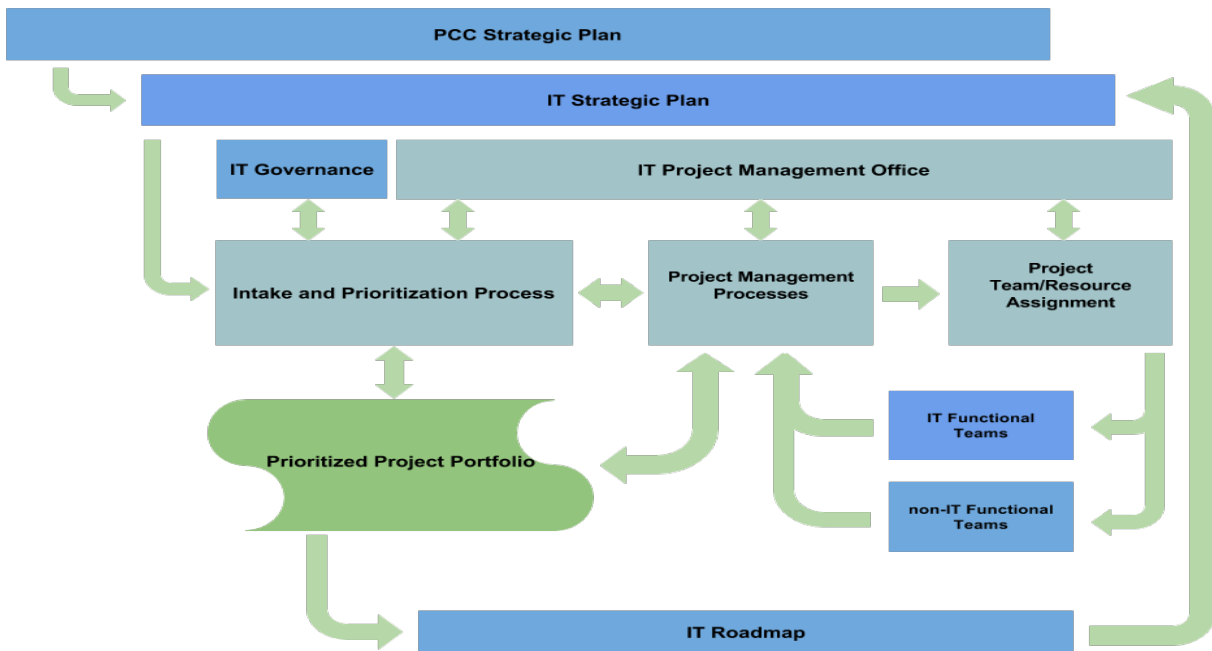 PCC Strategic Plan
IT Strategic Plan
IT Governance
IT Project Management Office
Intake and Prioritization Process
Project Management
Processes
Project
Team/Resource
Assignment
IT Functional
Teams
Prioritized Project Portfolio
non-IT Functional
Teams
IT Roadmap